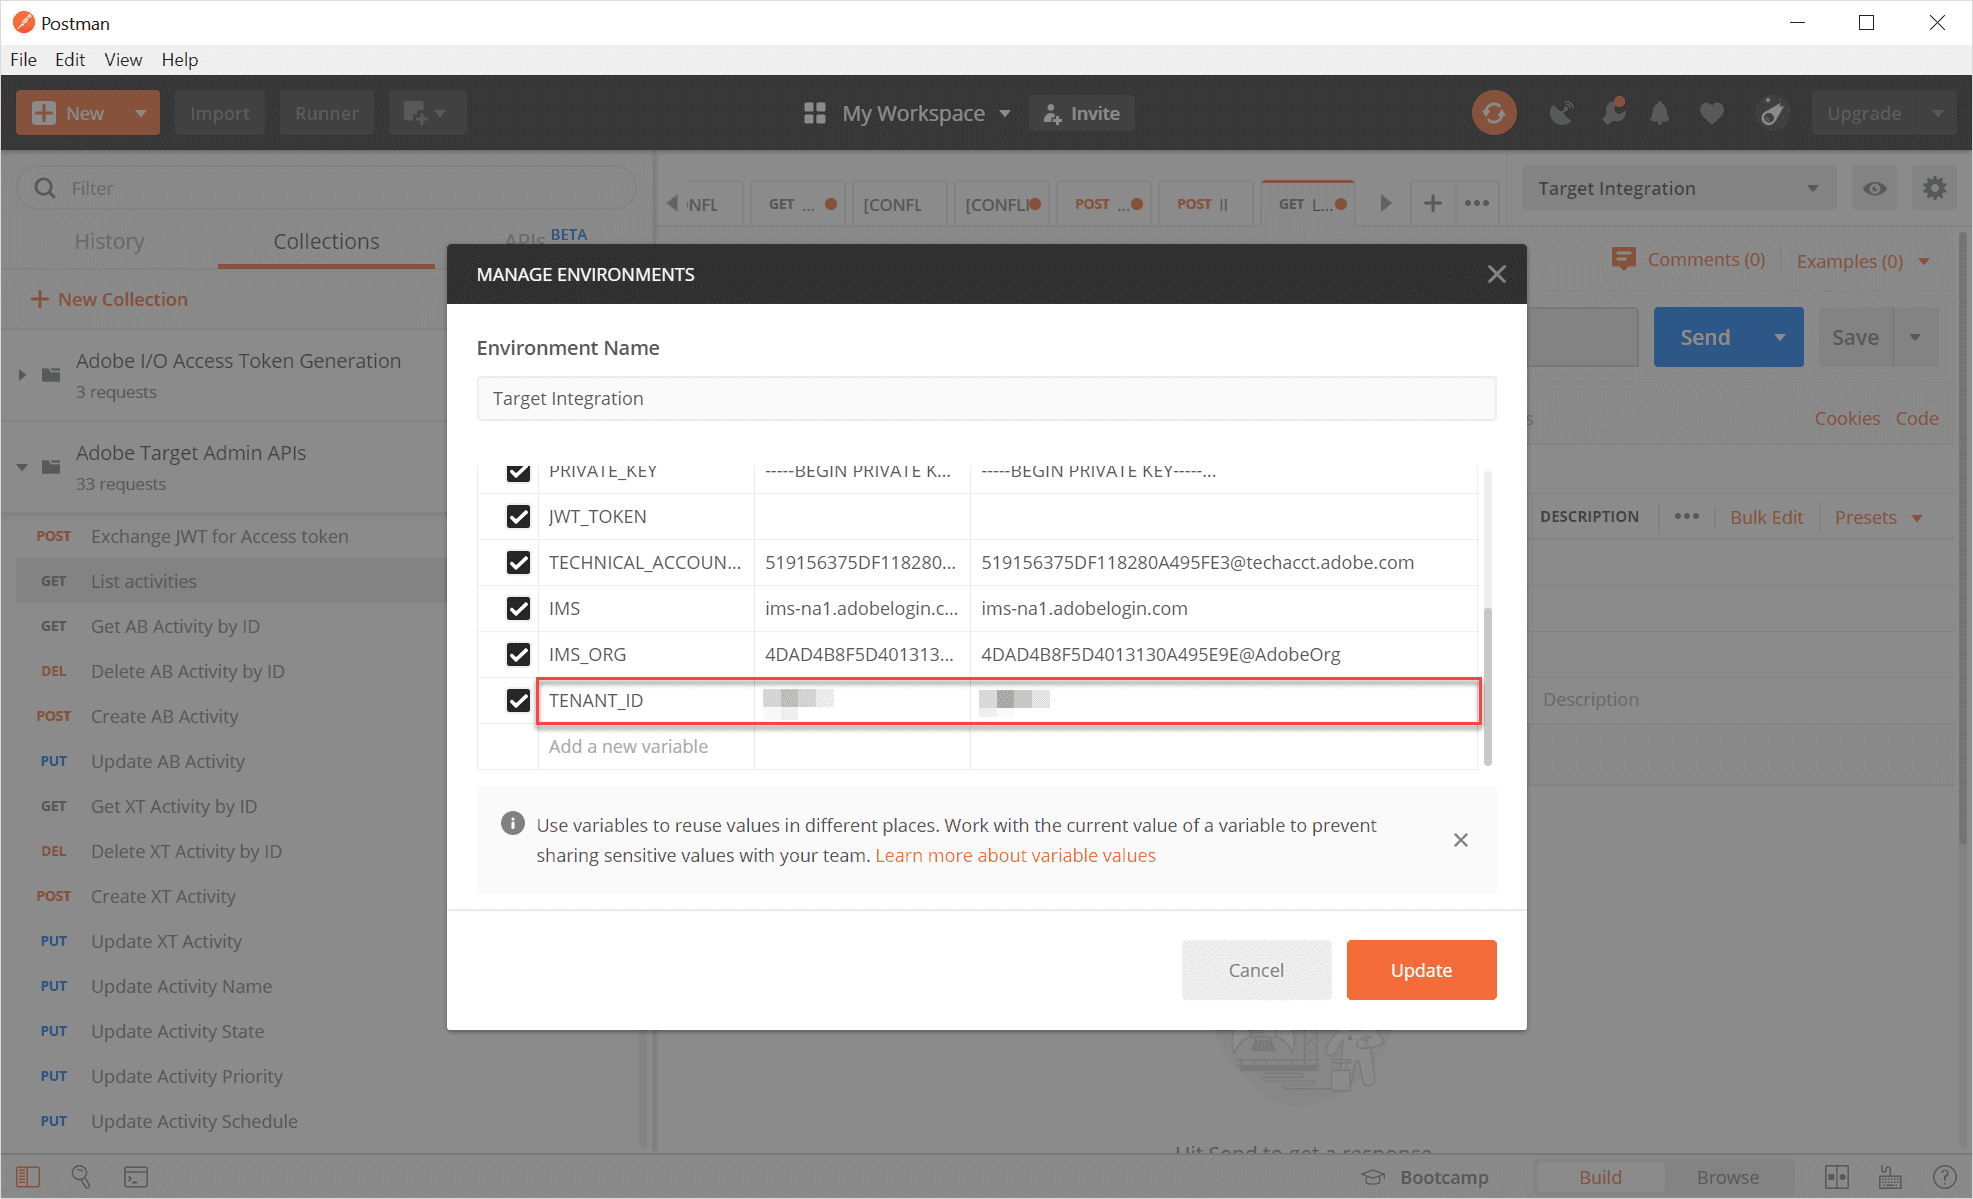 Postman
File Edit View Help
New Import Runner My Workspace Invite Upgrade
Filter
History Collections APIs BETA
New Collection
Adobe I/O Access Token Generation
3 requests
Adobe Target Admin APIs
33 requests
POST Exchange JWT for Access token
GET List activities
GET Get AB Activity by ID
DEL Delete AB Activity by ID
POST Create AB Activity
PUT Update AB Activity
GET Get XT Activity by ID
DEL Delete XT Activity by ID
POST Create XT Activity
PUT Update XT Activity
PUT Update Activity Name
PUT Update Activity State
PUT Update Activity Priority
PUT Update Activity Schedule
NFL GET ... [CONFL [CONFLI POST ... POST II GET L...
Target Integration
Comments (0) Examples (0)
Send Save
Cookies Code
DESCRIPTION ••• Bulk Edit Presets
Description
MANAGE ENVIRONMENTS
Environment Name
Target Integration
PRIVATE_KEY -----BEGIN PRIVATE K... -----BEGIN PRIVATE KEY-----...
JWT_TOKEN
TECHNICAL_ACCOUN... 519156375DF118280... 519156375DF118280A495FE3@techacct.adobe.com
IMS ims-na1.adobelogin.c... ims-na1.adobelogin.com
IMS_ORG 4DAD4B8F5D401313... 4DAD4B8F5D4013130A495E9E@AdobeOrg
TENANT_ID
Add a new variable
Use variables to reuse values in different places. Work with the current value of a variable to prevent
sharing sensitive values with your team. Learn more about variable values
Cancel Update
Hit Send to get a response
Bootcamp Build Browse